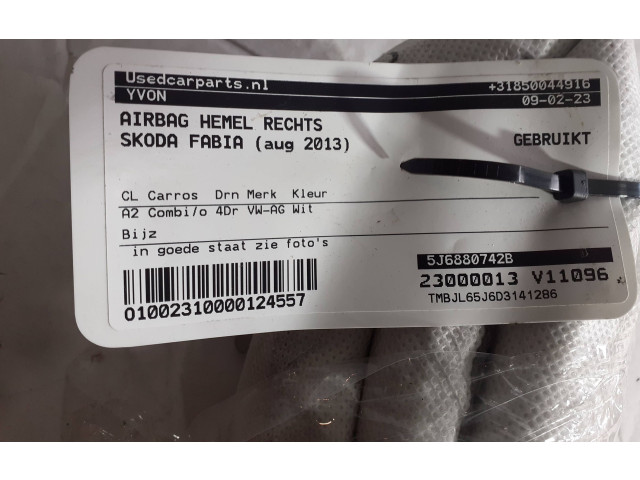 Usedcarparts.nl +31850044916
YVON 09-02-23
AIRBAG HEMEL RECHTS
SKODA FABIA (aug 2013) GEBRUIKT
CL Carros Drn Merk Kleur
A2 Combi/o 4Dr VW-AG Wit
Bijz
in goede staat zie foto's
5J6880742B B
23000013 V11096
TMBJL65J6D3141286
01002310000124557